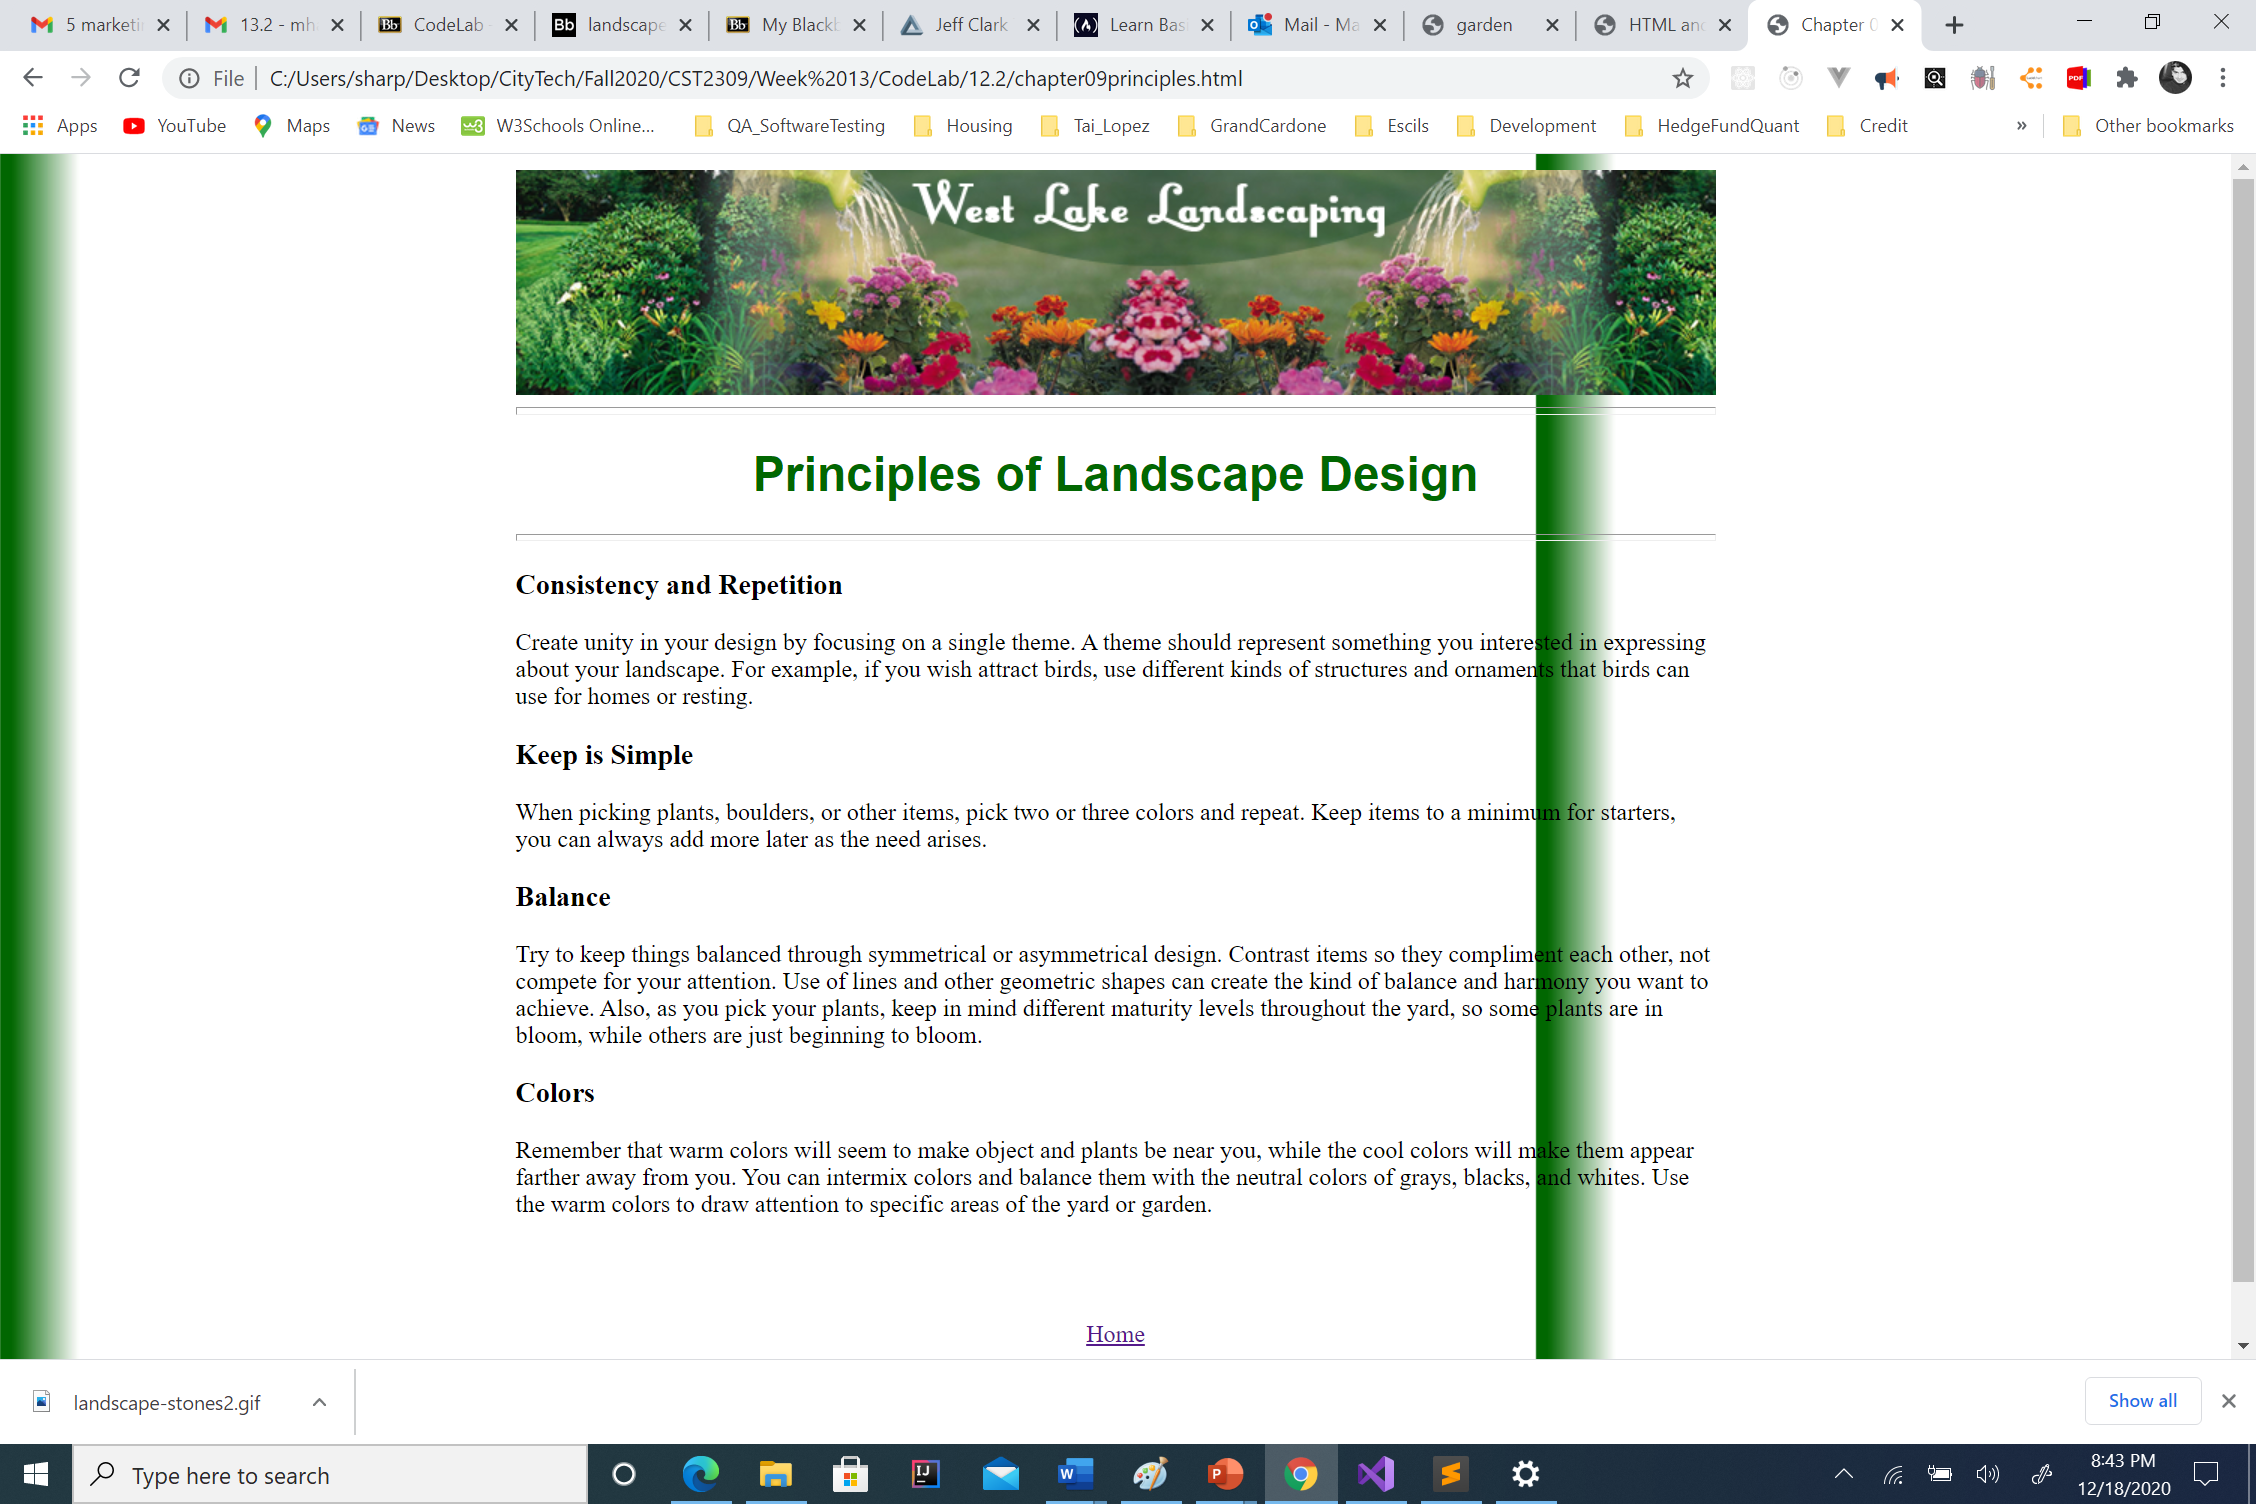 5 marketi
13.2 - mh
CodeLab -
landscape
My Blackb
Jeff Clark
Learn Basi
Mail - Ma
garden
HTML and
Chapter 0
File
C:/Users/sharp/Desktop/CityTech/Fall2020/CST2309/Week%2013/CodeLab/12.2/chapter09principles.html
Apps
YouTube
Maps
News
W3Schools Online...
QA_SoftwareTesting
Housing
Tai_Lopez
GrandCardone
Escils
Development
HedgeFundQuant
Credit
»
Other bookmarks
West Lake Landscaping
Principles of Landscape Design
Consistency and Repetition
Create unity in your design by focusing on a single theme. A theme should represent something you interested in expressing
about your landscape. For example, if you wish attract birds, use different kinds of structures and ornaments that birds can
use for homes or resting.
Keep is Simple
When picking plants, boulders, or other items, pick two or three colors and repeat. Keep items to a minimum for starters,
you can always add more later as the need arises.
Balance
Try to keep things balanced through symmetrical or asymmetrical design. Contrast items so they compliment each other, not
compete for your attention. Use of lines and other geometric shapes can create the kind of balance and harmony you want to
achieve. Also, as you pick your plants, keep in mind different maturity levels throughout the yard, so some plants are in
bloom, while others are just beginning to bloom.
Colors
Remember that warm colors will seem to make object and plants be near you, while the cool colors will make them appear
farther away from you. You can intermix colors and balance them with the neutral colors of grays, blacks, and whites. Use
the warm colors to draw attention to specific areas of the yard or garden.
Home
landscape-stones2.gif
Show all
Type here to search
8:43 PM
12/18/2020